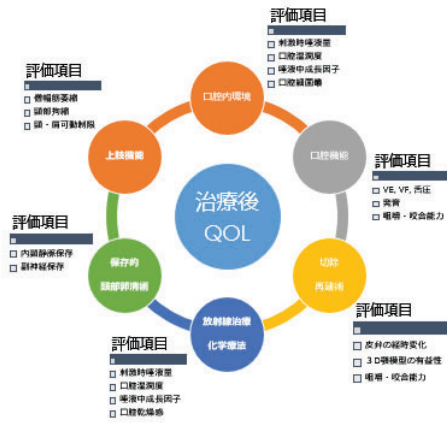 評価項目
刺激時唾液量
口腔湿潤度
唾液中成長因子
口腔細菌叢
口腔内環境
評価項目
僧帽筋萎縮
頸部拘縮
頸・肩可動制限
上肢機能
口腔機能
評価項目
VE, VF, 舌圧
発音
咀嚼・咬合能力
治療後
QOL
評価項目
内頸静脈保存
副神経保存
保存的
頸部郭清術
切除
再建術
評価項目
皮弁の経時変化
3D顎模型の有益性
咀嚼・咬合能力
放射線治療
化学療法
評価項目
刺激時唾液量
口腔湿潤度
唾液中成長因子
口腔乾燥感